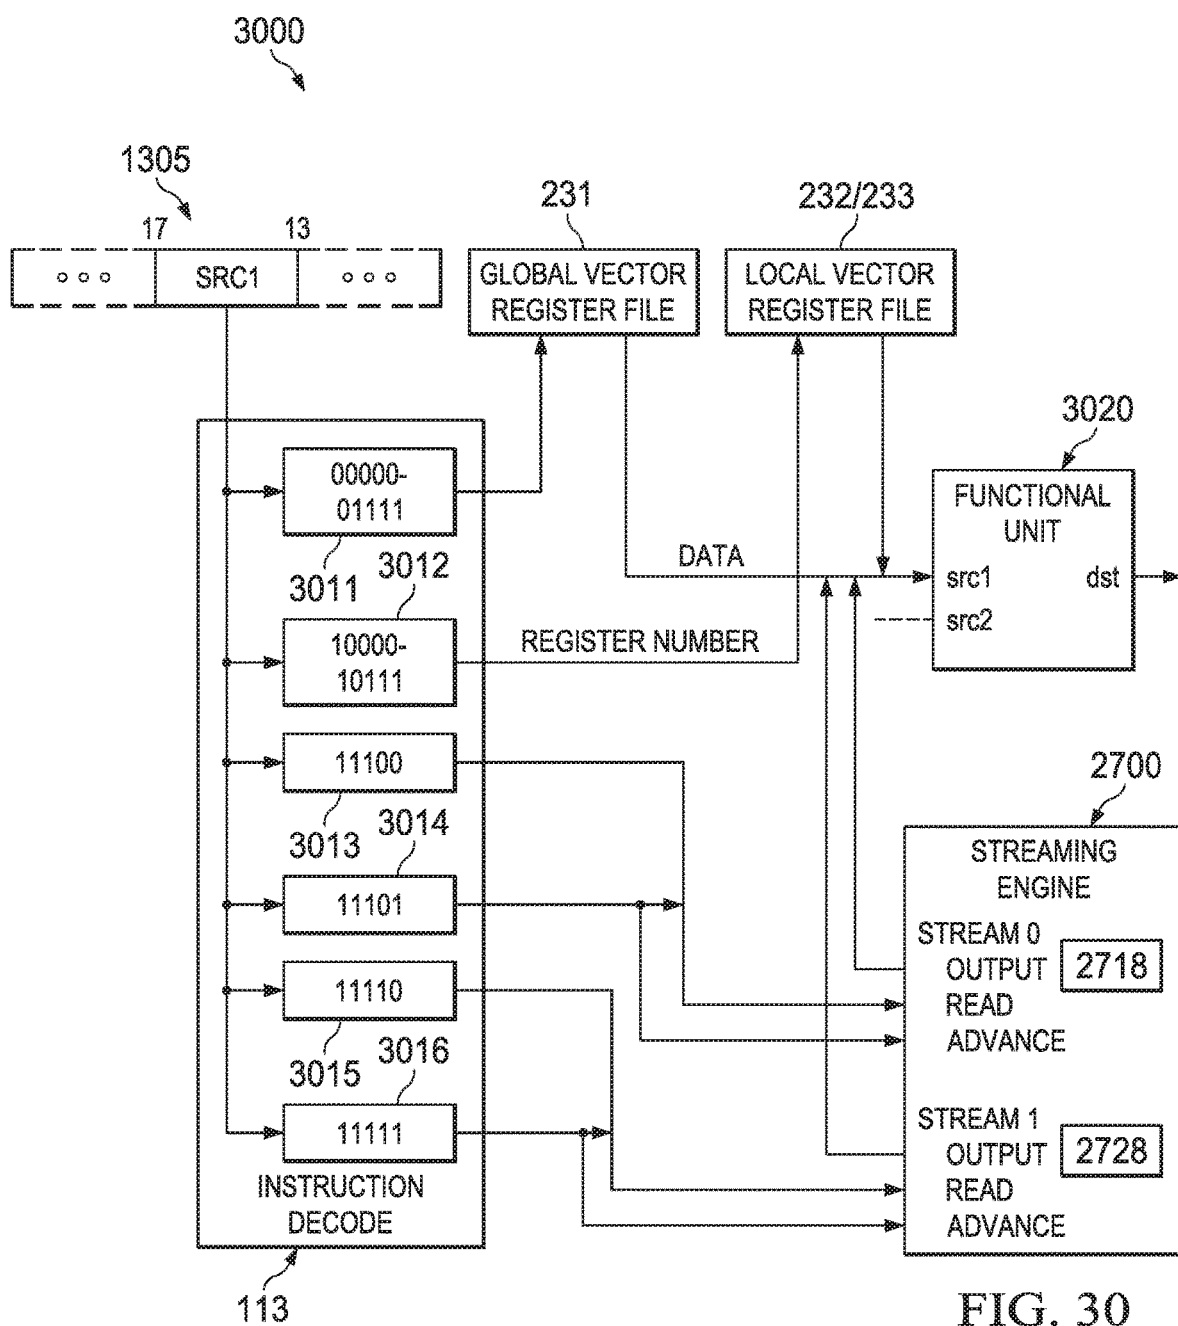 3000
1305
17
13
∘ ∘ ∘
SRC1
∘ ∘ ∘
231
GLOBAL VECTOR
REGISTER FILE
232/233
LOCAL VECTOR
REGISTER FILE
00000-
01111
3011
3012
10000-
10111
11100
3013
3014
11101
11110
3015
3016
11111
INSTRUCTION
DECODE
113
DATA
REGISTER NUMBER
3020
FUNCTIONAL
UNIT
src1
dst
src2
2700
STREAMING
ENGINE
STREAM 0
OUTPUT
2718
READ
ADVANCE
STREAM 1
OUTPUT
2728
READ
ADVANCE
FIG. 30